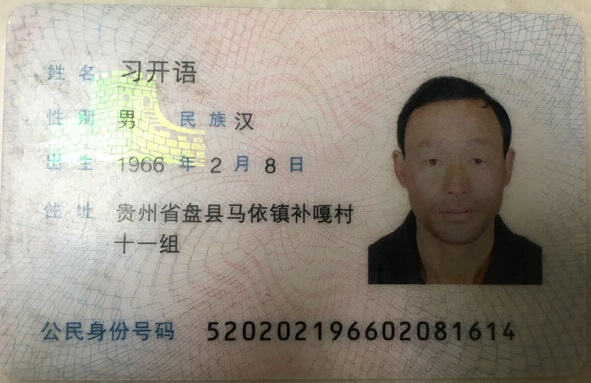 姓名 习开语
性别 男 民族 汉
出生 1966 年 2 月 8 日
住址 贵州省盘县马依镇补嘎村
十一组
公民身份号码 520202196602081614